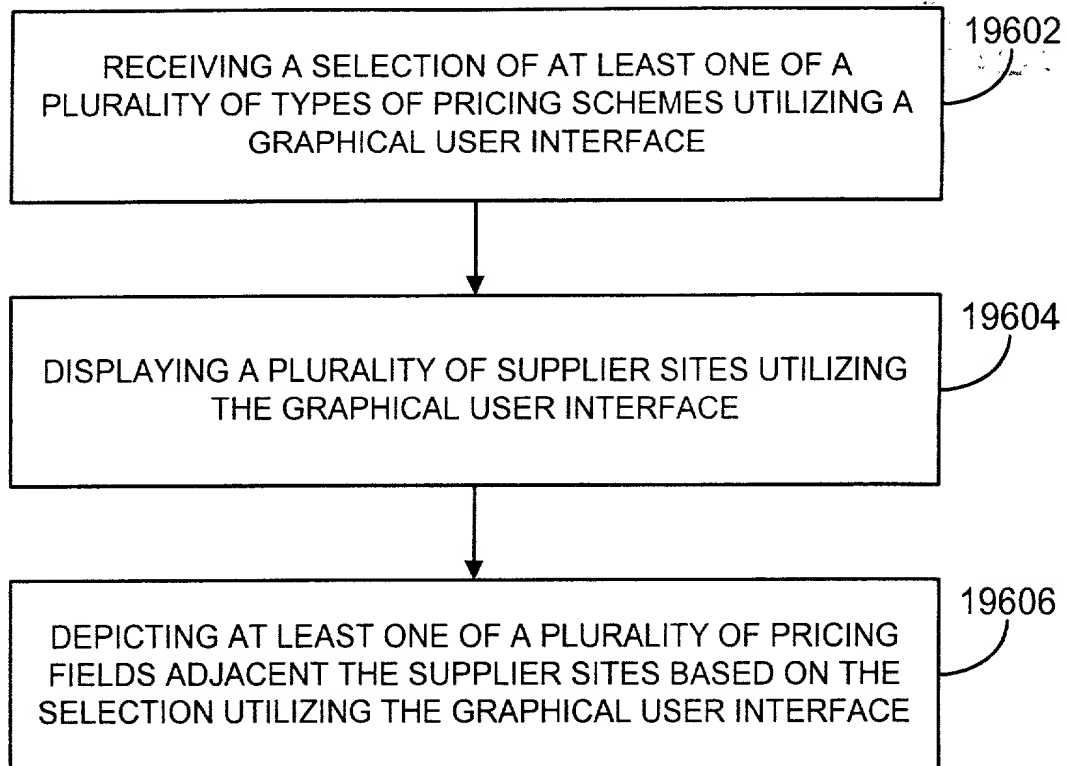 19602
RECEIVING A SELECTION OF AT LEAST ONE OF A
PLURALITY OF TYPES OF PRICING SCHEMES UTILIZING A
GRAPHICAL USER INTERFACE
19604
DISPLAYING A PLURALITY OF SUPPLIER SITES UTILIZING
THE GRAPHICAL USER INTERFACE
19606
DEPICTING AT LEAST ONE OF A PLURALITY OF PRICING
FIELDS ADJACENT THE SUPPLIER SITES BASED ON THE
SELECTION UTILIZING THE GRAPHICAL USER INTERFACE